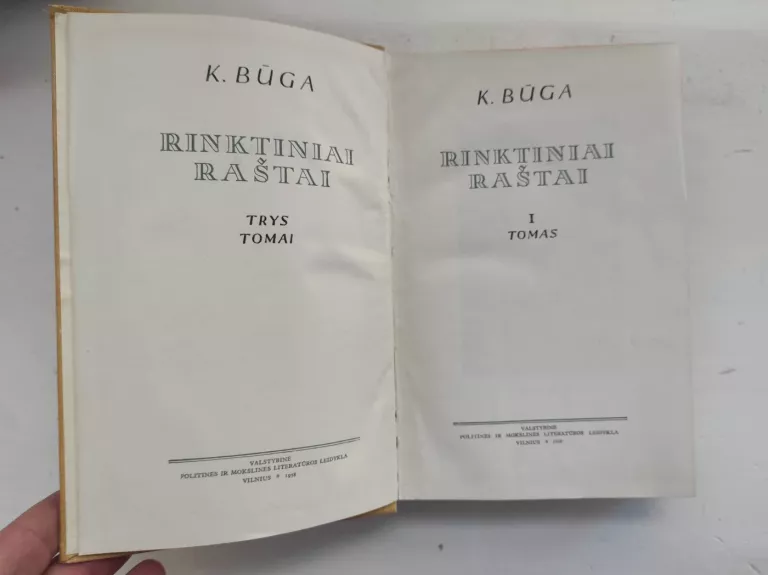 K. BŪGA
RINKTINIAI
RAŠTAI
TRYS
TOMAI
VALSTYBINĖ
POLITINĖS IR MOKSLINĖS LITERATŪROS LEIDYKLA
VILNIUS * 1958
K. BŪGA
RINKTINIAI
RAŠTAI
I
TOMAS
VALSTYBINĖ
POLITINĖS IR MOKSLINĖS LITERATŪROS LEIDYKLA
VILNIUS *